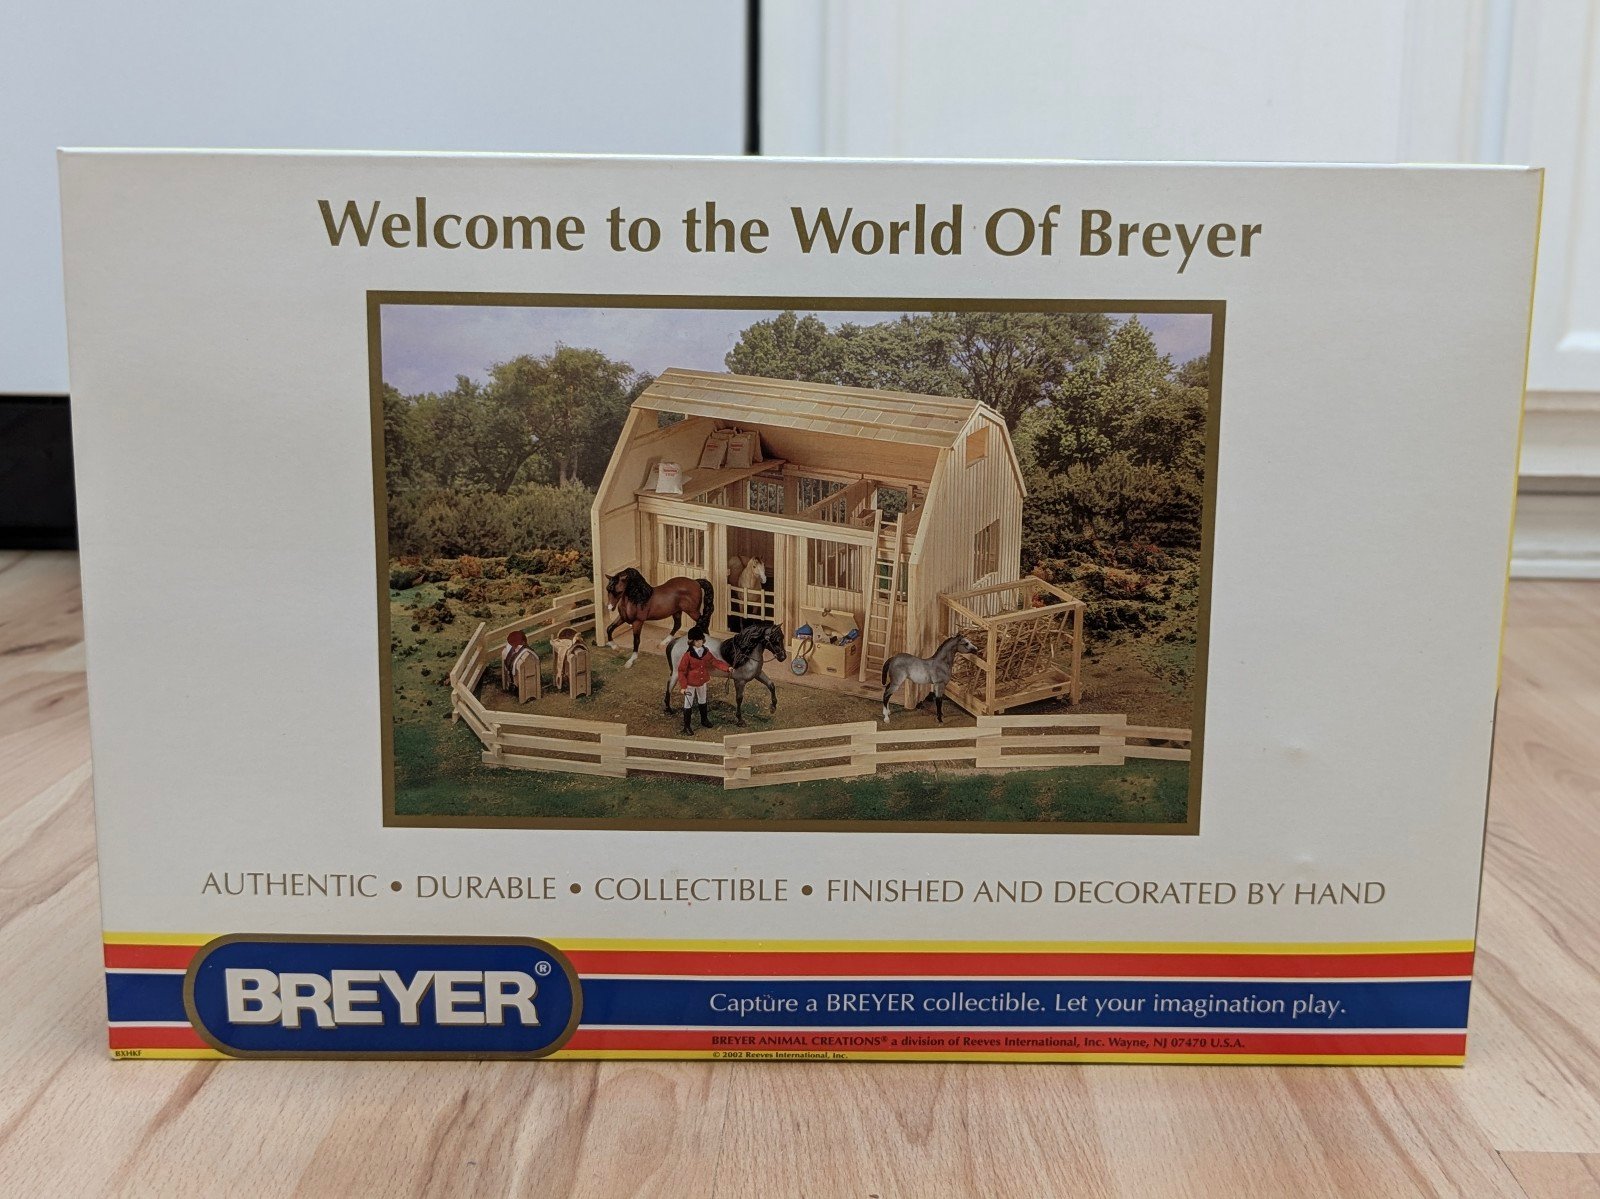 Welcome to the World Of Breyer
AUTHENTIC • DURABLE • COLLECTIBLE • FINISHED AND DECORATED BY HAND
BREYER®
Capture a BREYER collectible. Let your imagination play.
BREYER ANIMAL CREATIONS® a division of Reeves International, Inc. Wayne, NJ 07470 U.S.A.
BXHKF
© 2002 Reeves International, Inc.